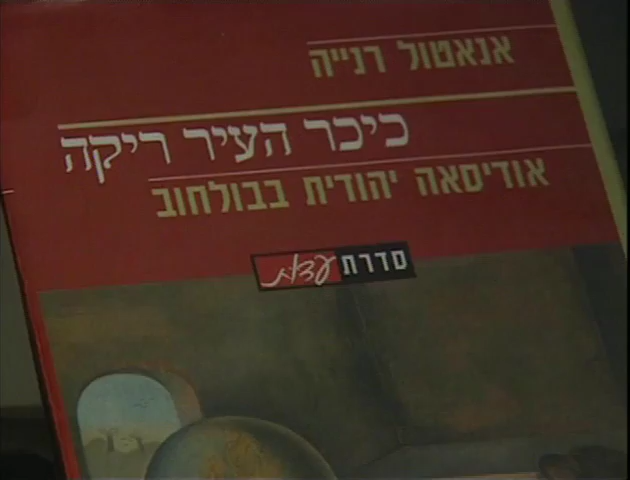 אנאטול רנייה
כיכר העיר ריקה
אודיסאה יהודית בבולחוב
סדרת עדות